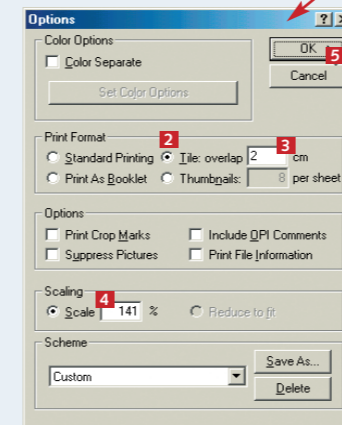 Options
Color Options
Color Separate
Set Color Options
OK
5
Cancel
Print Format
2
3
Standard Printing Tile: overlap 2 cm
Print As Booklet Thumbnails: 8 per sheet
Options
Print Crop Marks Include OPI Comments
Suppress Pictures Print File Information
Scaling
4
Scale 141 % Reduce to fit
Scheme
Custom
Save As...
Delete